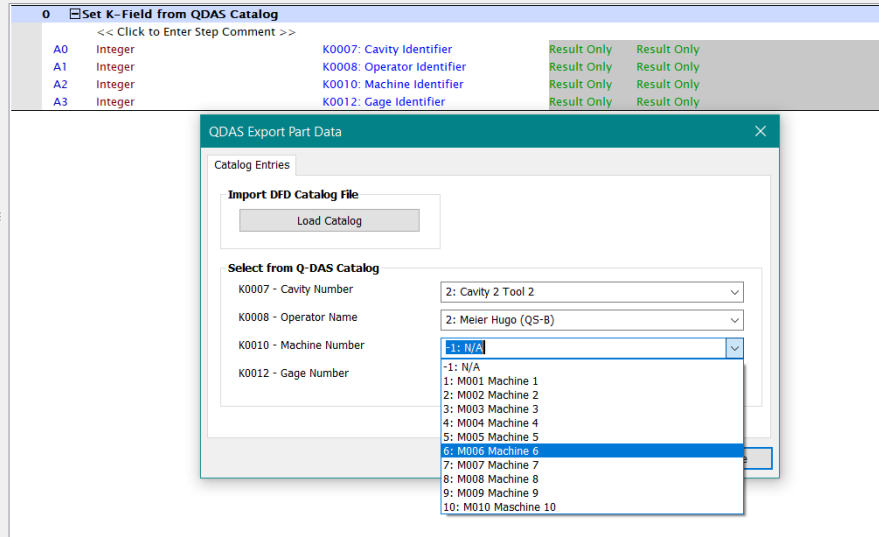 0 Set K-Field from QDAS Catalog
<< Click to Enter Step Comment >>
A0 Integer K0007: Cavity Identifier Result Only Result Only
A1 Integer K0008: Operator Identifier Result Only Result Only
A2 Integer K0010: Machine Identifier Result Only Result Only
A3 Integer K0012: Gage Identifier Result Only Result Only
QDAS Export Part Data
Catalog Entries
Import DFD Catalog File
Load Catalog
Select from Q-DAS Catalog
K0007 - Cavity Number 2: Cavity 2 Tool 2
K0008 - Operator Name 2: Meier Hugo (QS-B)
K0010 - Machine Number -1: N/A
K0012 - Gage Number
-1: N/A
1: M001 Machine 1
2: M002 Machine 2
3: M003 Machine 3
4: M004 Machine 4
5: M005 Machine 5
6: M006 Machine 6
7: M007 Machine 7
8: M008 Machine 8
9: M009 Machine 9
10: M010 Maschine 10